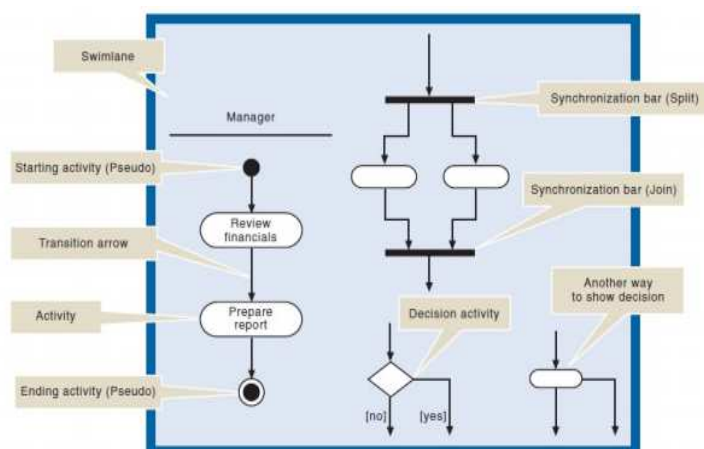 Swimlane
Manager
Starting activity (Pseudo)
Review
financials
Transition arrow
Activity
Prepare
report
Ending activity (Pseudo)
Synchronization bar (Split)
Synchronization bar (Join)
Another way
to show decision
Decision activity
[no]
[yes]